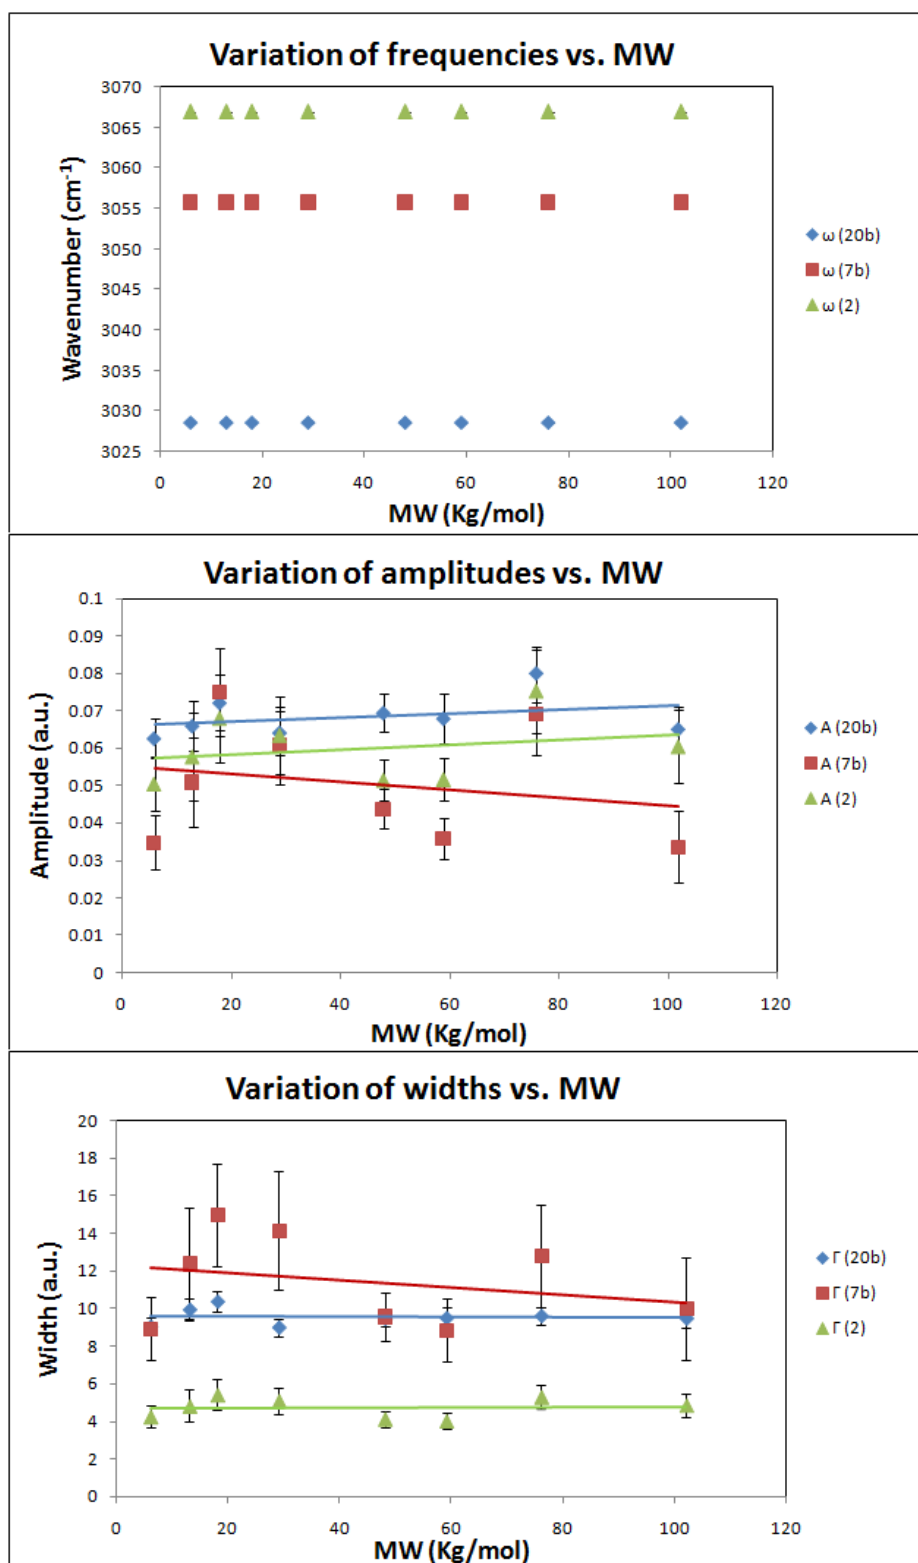 Variation of frequencies vs. MW
3070
3065
3060
3055
3050
3045
3040
3035
3030
3025
Wavenumber (cm-1)
0 20 40 60 80 100 120
MW (Kg/mol)
ω (20b)
ω (7b)
ω (2)
Variation of amplitudes vs. MW
0.1
0.09
0.08
0.07
0.06
0.05
0.04
0.03
0.02
0.01
0
Amplitude (a.u.)
0 20 40 60 80 100 120
MW (Kg/mol)
A (20b)
A (7b)
A (2)
Variation of widths vs. MW
20
18
16
14
12
10
8
6
4
2
0
Width (a.u.)
0 20 40 60 80 100 120
MW (Kg/mol)
Γ (20b)
Γ (7b)
Γ (2)